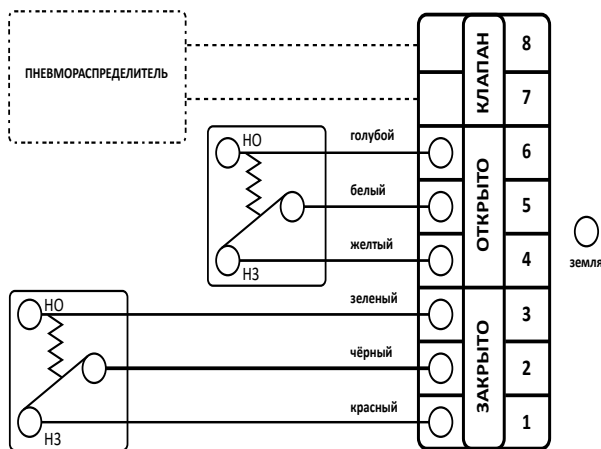 ПНЕВМОРАСПРЕДЕЛИТЕЛЬ
КЛАПАН
8
7
НО
голубой
6
белый
5
желтый
4
НЗ
ОТКРЫТО
земля
НО
зеленый
3
чёрный
2
красный
1
НЗ
ЗАКРЫТО